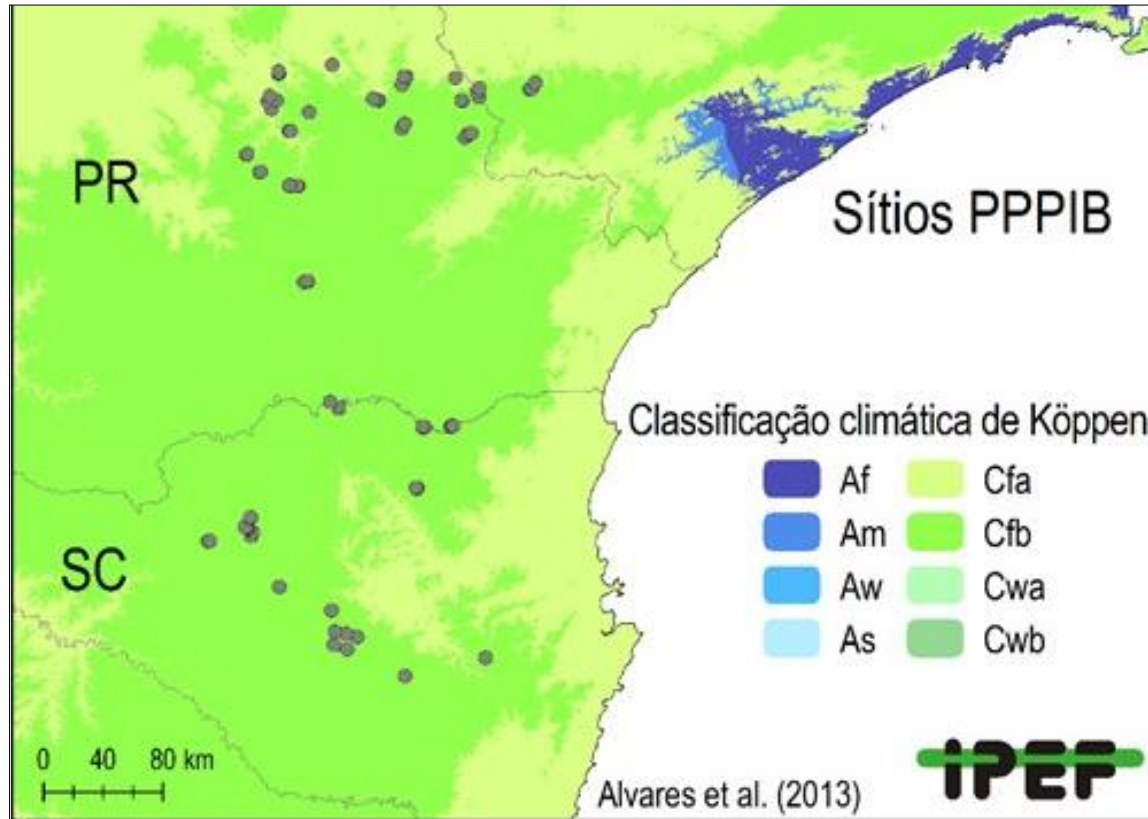 PR
Sítios PPPIB
SC
Classificação climática de Köppen
Af
Cfa
Am
Cfb
Aw
Cwa
As
Cwb
0 40 80 km
Alvares et al. (2013)
IPEF